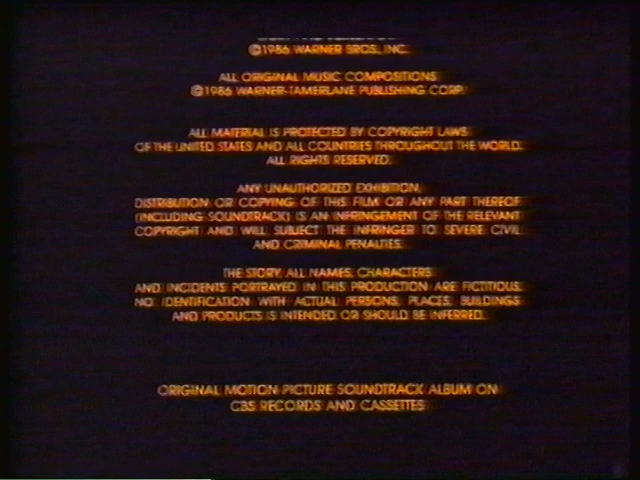 ©1986 WARNER BROS. INC.
ALL ORIGINAL MUSIC COMPOSITIONS
©1986 WARNER-TAMERLANE PUBLISHING CORP.
ALL MATERIAL IS PROTECTED BY COPYRIGHT LAWS
OF THE UNITED STATES AND ALL COUNTRIES THROUGHOUT THE WORLD.
ALL RIGHTS RESERVED.
ANY UNAUTHORIZED EXHIBITION,
DISTRIBUTION OR COPYING OF THIS FILM OR ANY PART THEREOF
(INCLUDING SOUNDTRACK) IS AN INFRINGEMENT OF THE RELEVANT
COPYRIGHT AND WILL SUBJECT THE INFRINGER TO SEVERE CIVIL
AND CRIMINAL PENALTIES.
THE STORY, ALL NAMES, CHARACTERS
AND INCIDENTS PORTRAYED IN THIS PRODUCTION ARE FICTITIOUS.
NO IDENTIFICATION WITH ACTUAL PERSONS, PLACES, BUILDINGS
AND PRODUCTS IS INTENDED OR SHOULD BE INFERRED.
ORIGINAL MOTION PICTURE SOUNDTRACK ALBUM ON
CBS RECORDS AND CASSETTES